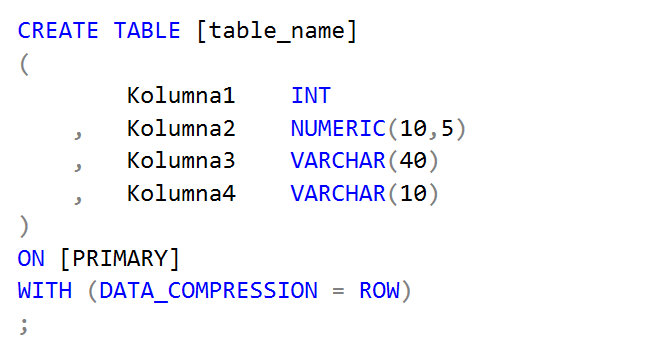 CREATE TABLE [table_name]
(
        Kolumna1    INT
    ,   Kolumna2    NUMERIC(10,5)
    ,   Kolumna3    VARCHAR(40)
    ,   Kolumna4    VARCHAR(10)
)
ON [PRIMARY]
WITH (DATA_COMPRESSION = ROW)
;